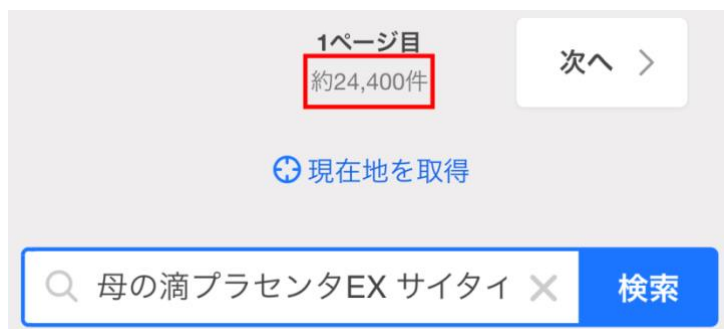 1ページ目
約24,400件
次へ
現在地を取得
母の滴プラセンタEX サイタイ
検索